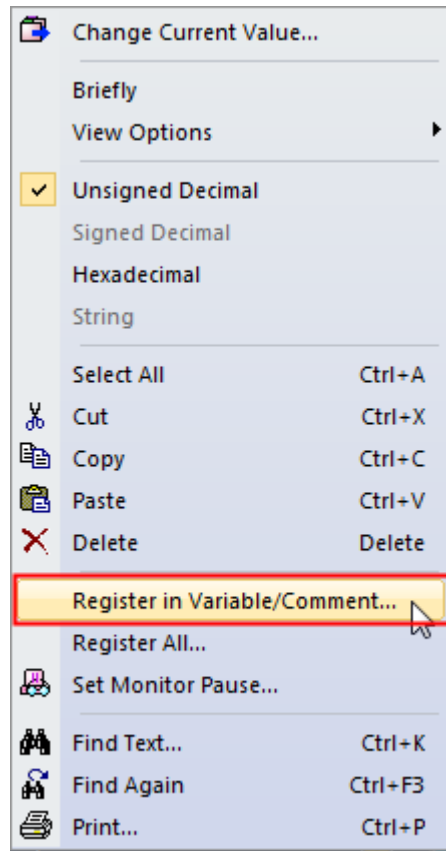 Change Current Value...
Briefly
View Options
Unsigned Decimal
Signed Decimal
Hexadecimal
String
Select All Ctrl+A
Cut Ctrl+X
Copy Ctrl+C
Paste Ctrl+V
Delete Delete
Register in Variable/Comment...
Register All...
Set Monitor Pause...
Find Text... Ctrl+K
Find Again Ctrl+F3
Print... Ctrl+P